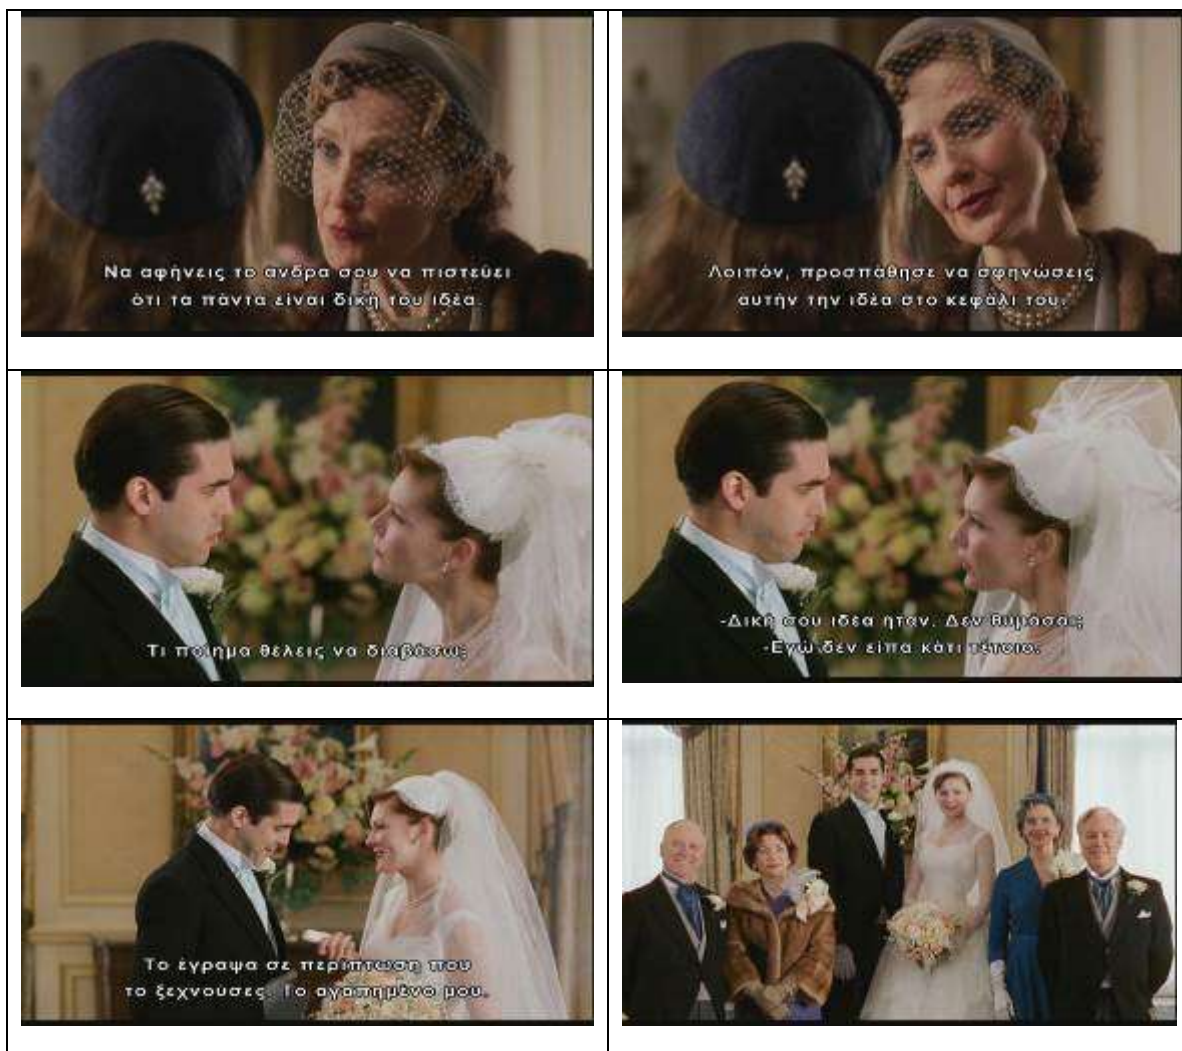 Να αφήνεις το άνδρα σου να πιστεύει
ότι τα πάντα είναι δική του ιδέα.
Λοιπόν, προσπάθησε να σφηνώσεις
αυτήν την ιδέα στο κεφάλι του.
Τι ποίημα θέλεις να διαβάσω;
-Δική σου ιδέα ήταν. Δεν θυμάσαι;
-Εγώ δεν είπα κάτι τέτοιο.
Το έγραψα σε περίπτωση που
το ξεχνούσες. Το αγαπημένο μου.